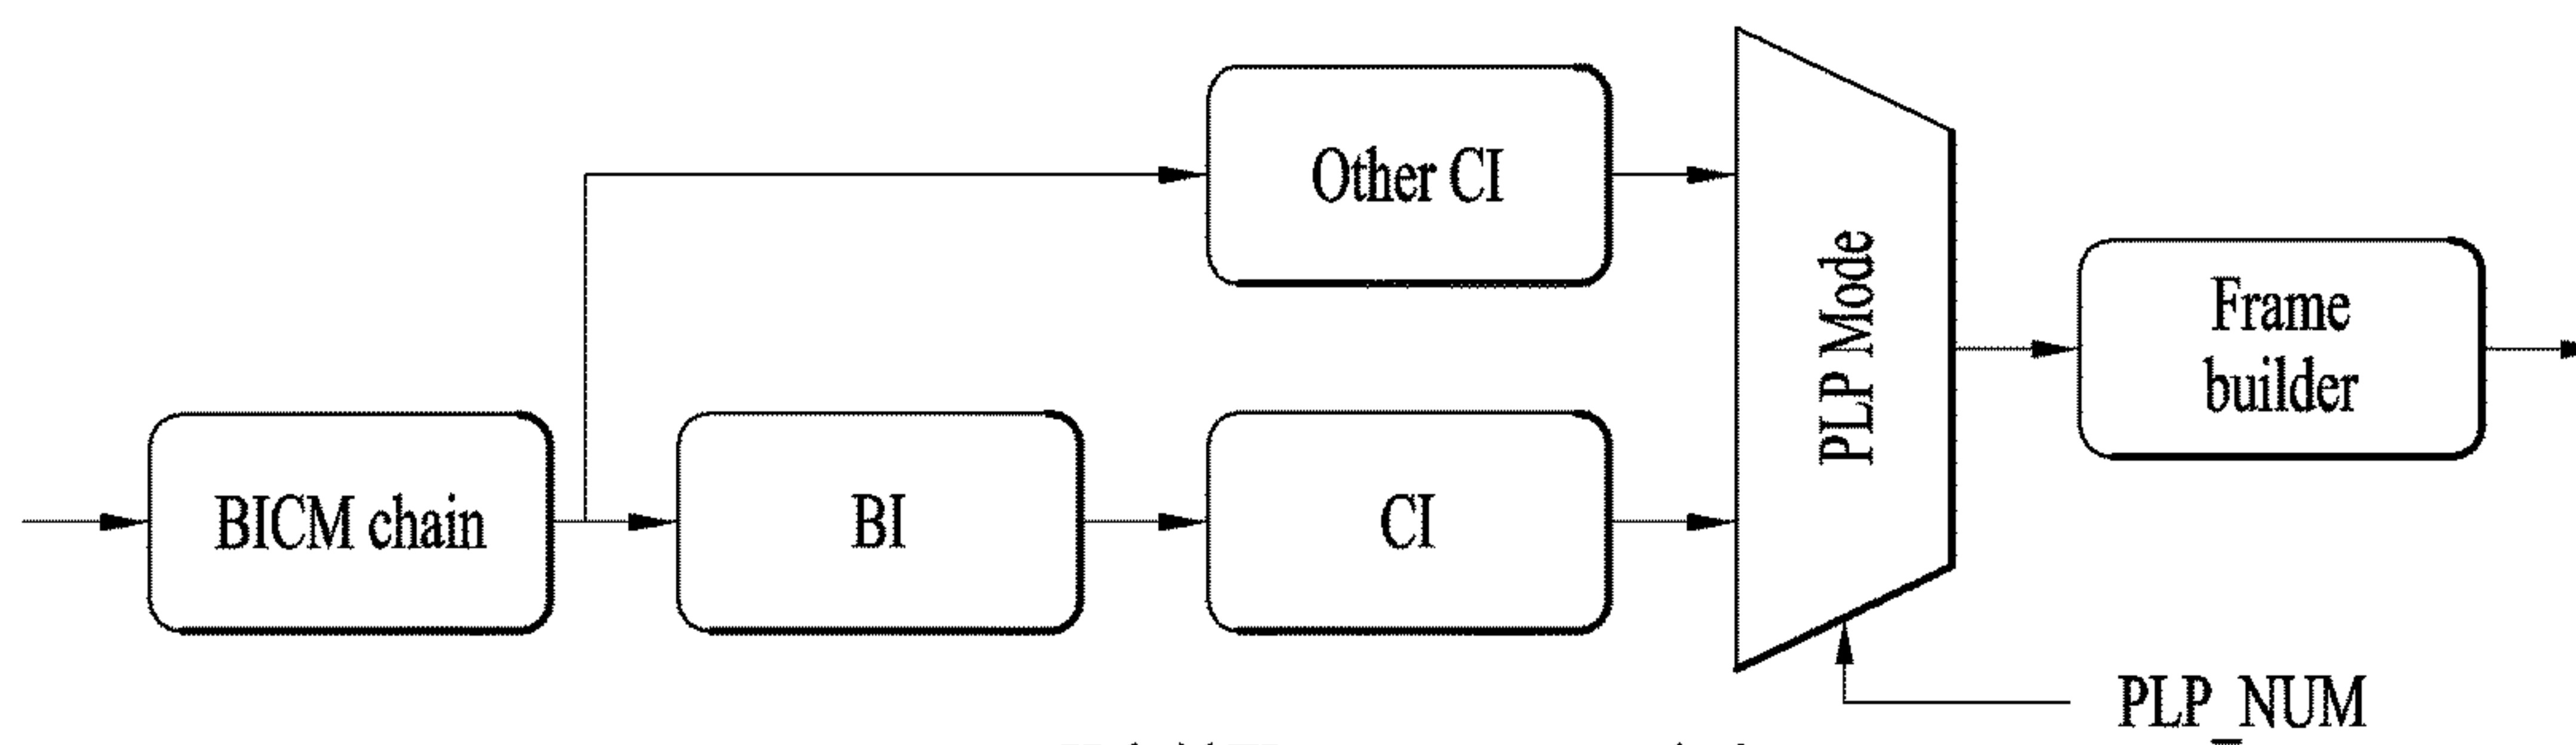 Other CI
PLP Mode
Frame
builder
BICM chain
BI
CI
PLP_NUM